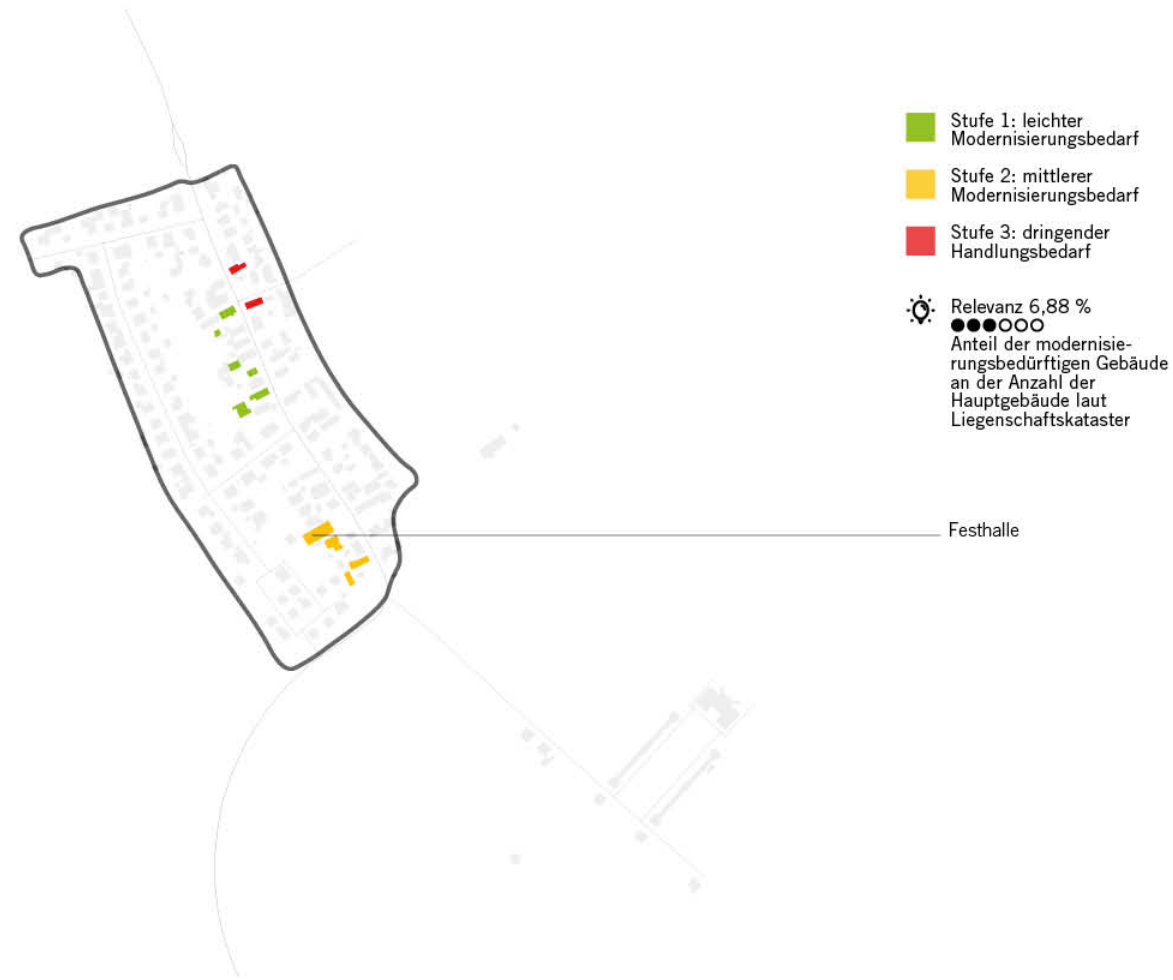 Stufe 1: leichter
Modernisierungsbedarf
Stufe 2: mittlerer
Modernisierungsbedarf
Stufe 3: dringender
Handlungsbedarf
Relevanz 6,88 %
Anteil der modernisie-
rungsbedürftigen Gebäude
an der Anzahl der
Hauptgebäude laut
Liegenschaftskataster
Festhalle